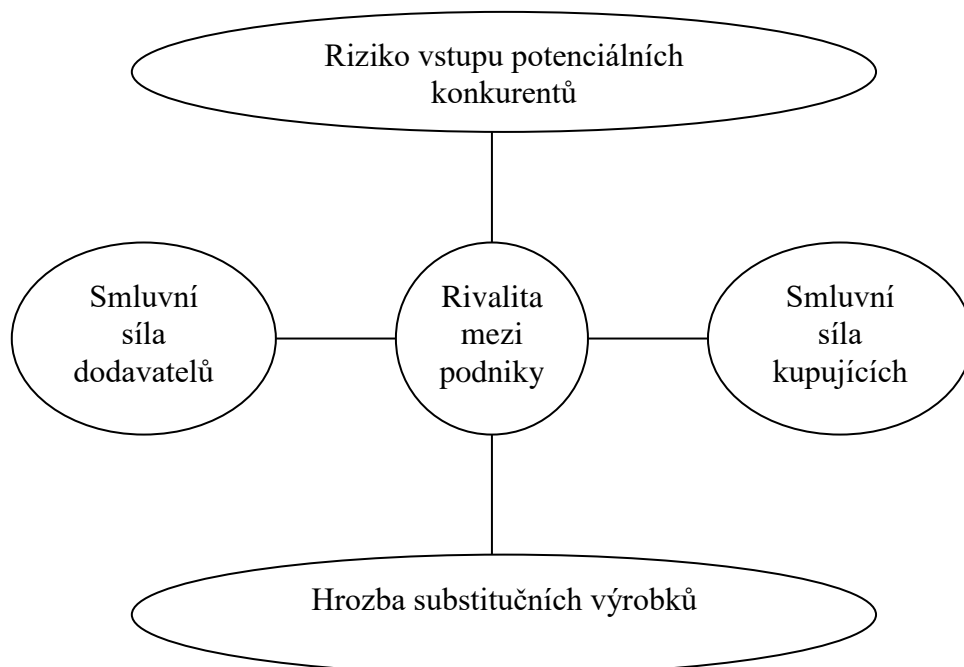 Riziko vstupu potenciálních
konkurentů
Smluvní
síla
dodavatelů
Rivalita
mezi
podniky
Smluvní
síla
kupujících
Hrozba substitučních výrobků